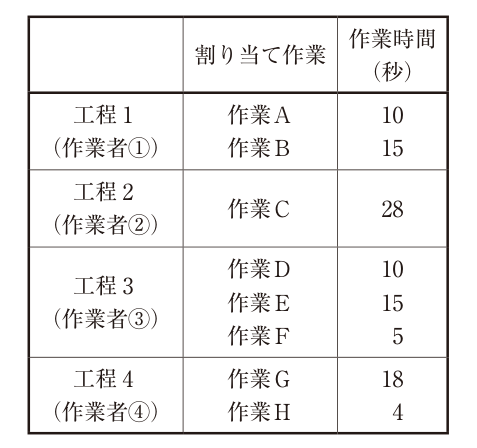 割り当て作業 作業時間
（秒）
工程1 作業A 10
（作業者①） 作業B 15
工程2
（作業者②） 作業C 28
作業D 10
工程3 作業E 15
（作業者③） 作業F 5
工程4 作業G 18
（作業者④） 作業H 4